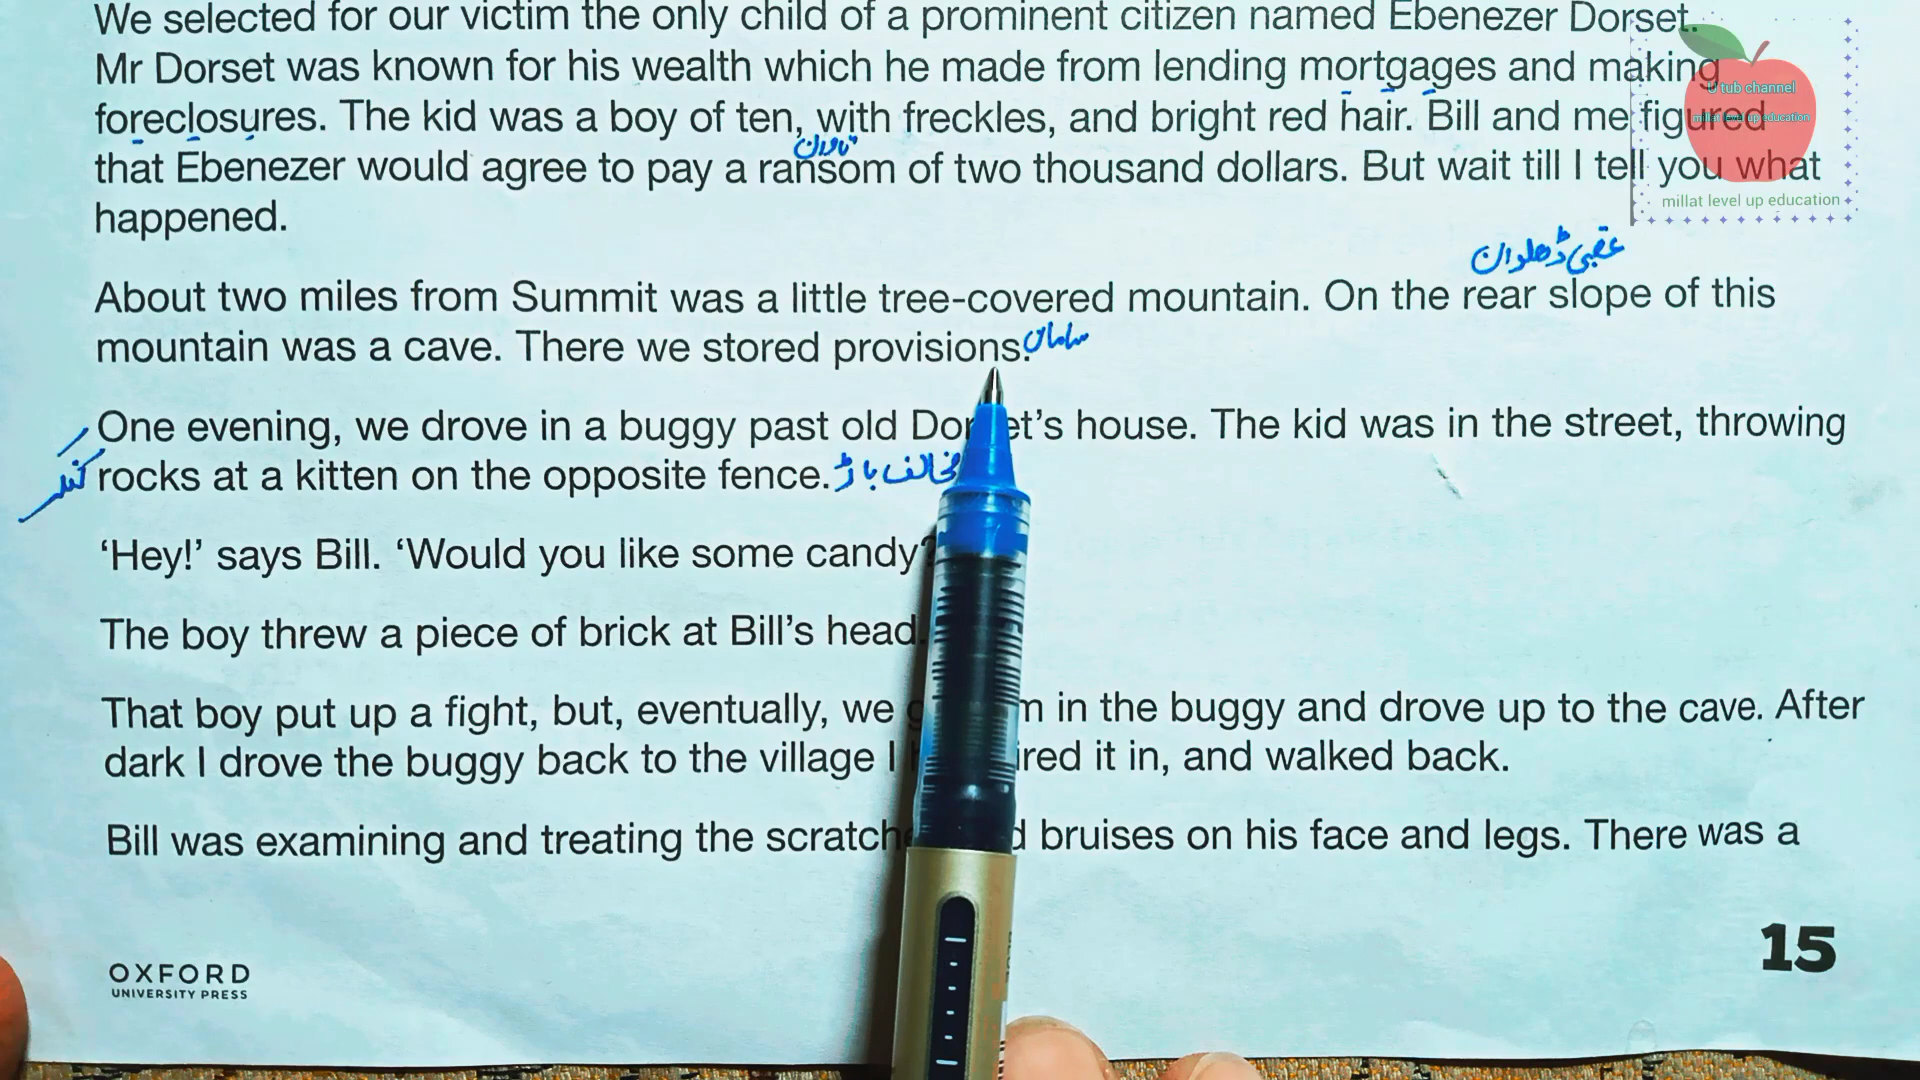 We selected for our victim the only child of a prominent citizen named Ebenezer Dorset.
Mr Dorset was known for his wealth which he made from lending mortgages and making
foreclosures. The kid was a boy of ten, with freckles, and bright red hair. Bill and me figured
تاوان
that Ebenezer would agree to pay a ransom of two thousand dollars. But wait till I tell you what
happened.
U tub channel
millat level up education
millat level up education
عقبی ڈھلوان
About two miles from Summit was a little tree-covered mountain. On the rear slope of this
mountain was a cave. There we stored provisions. سامان
One evening, we drove in a buggy past old Dor et's house. The kid was in the street, throwing
rocks at a kitten on the opposite fence. مخالف باڑ
کنکر
‘Hey!’ says Bill. ‘Would you like some candy?
The boy threw a piece of brick at Bill's head.
That boy put up a fight, but, eventually, we in the buggy and drove up to the cave. After
dark I drove the buggy back to the village I it in, and walked back.
Bill was examining and treating the bruises on his face and legs. There was a
OXFORD
UNIVERSITY PRESS
15